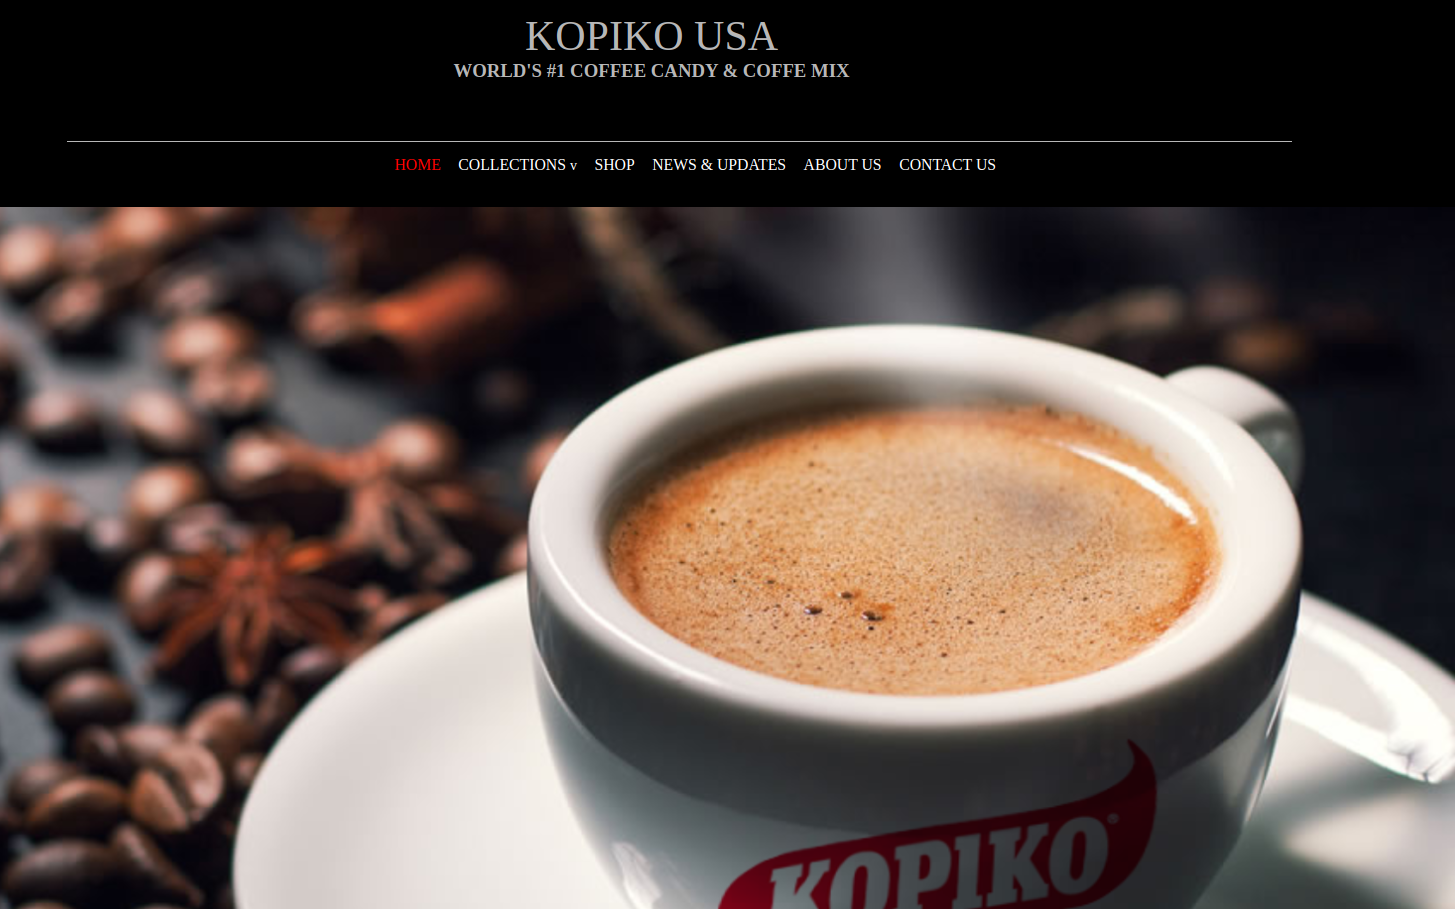 KOPIKO USA
WORLD'S #1 COFFEE CANDY & COFFE MIX
HOME COLLECTIONS v SHOP NEWS & UPDATES ABOUT US CONTACT US
KOPIKO®